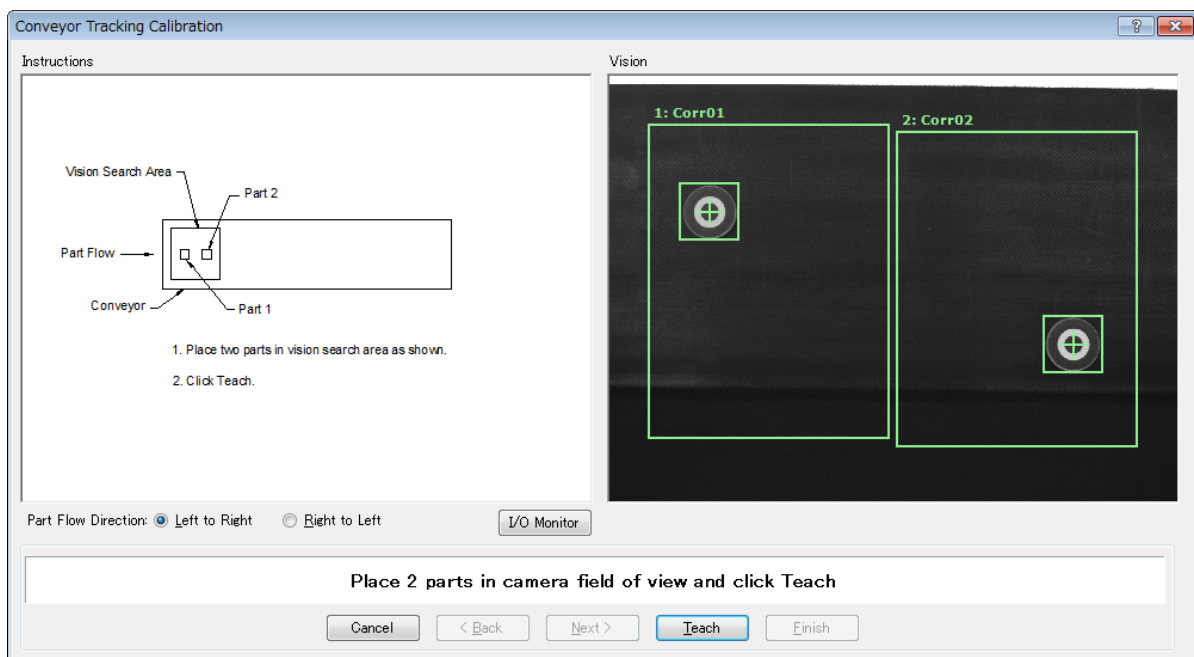 Conveyor Tracking Calibration
Instructions
Vision Search Area
Part 2
Part Flow
Conveyor
Part 1
1. Place two parts in vision search area as shown.
2. Click Teach.
Part Flow Direction: Left to Right Right to Left I/O Monitor
Vision
1: Corr01
2: Corr02
Place 2 parts in camera field of view and click Teach
Cancel < Back Next > Teach Finish